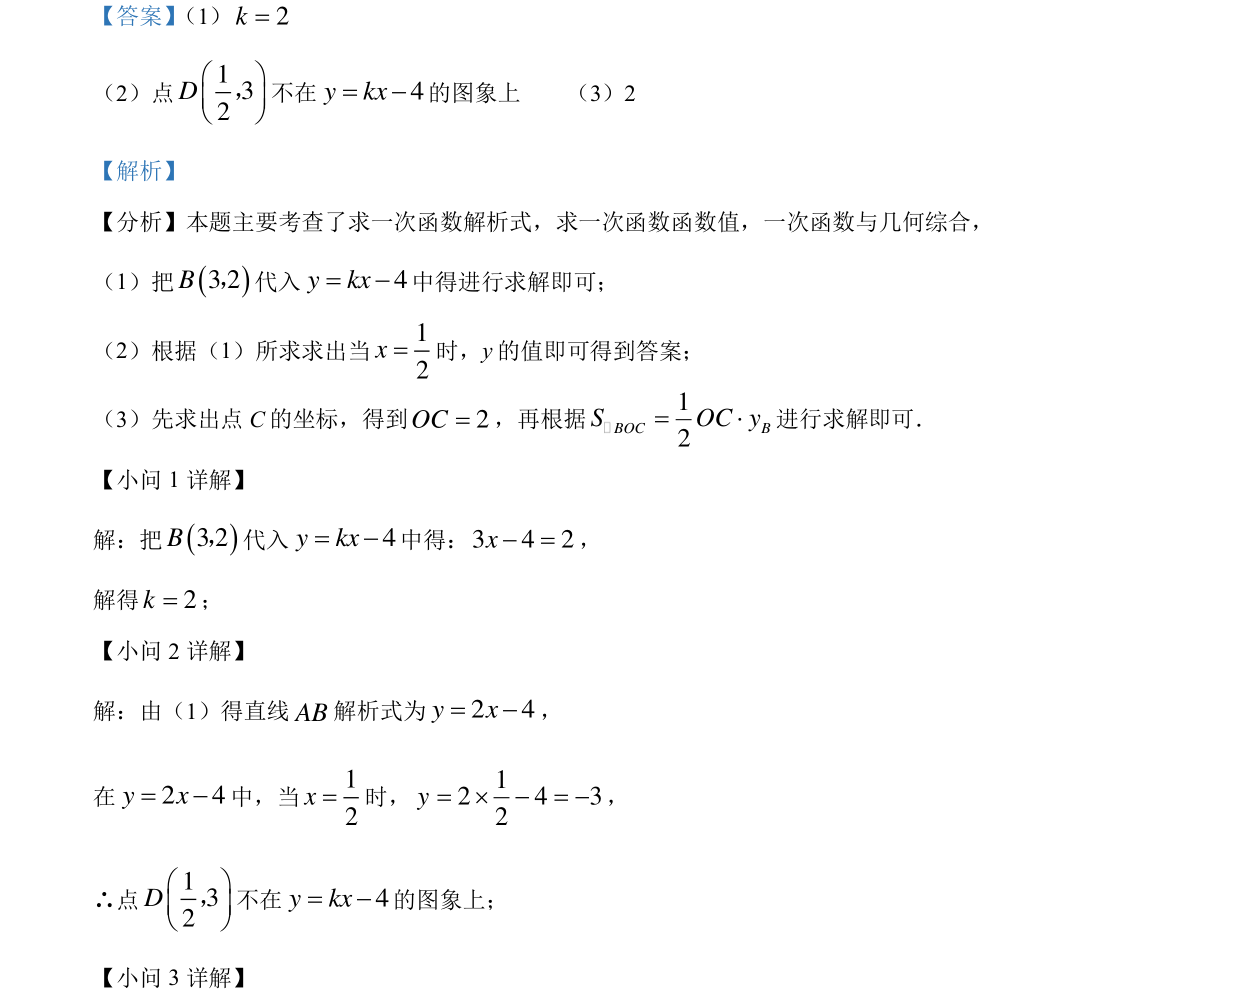 【答案】（1）k = 2
（2）点 D(1/2,3) 不在 y = kx − 4 的图象上 （3）2
【解析】
【分析】本题主要考查了求一次函数解析式，求一次函数函数值，一次函数与几何综合，
（1）把 B(3,2) 代入 y = kx − 4 中得进行求解即可；
（2）根据（1）所求求出当 x = 1/2 时，y 的值即可得到答案；
（3）先求出点 C 的坐标，得到 OC = 2，再根据 S□BOC = 1/2 OC · y_B 进行求解即可．
【小问 1 详解】
解：把 B(3,2) 代入 y = kx − 4 中得：3x − 4 = 2，
解得 k = 2；
【小问 2 详解】
解：由（1）得直线 AB 解析式为 y = 2x − 4，
在 y = 2x − 4 中，当 x = 1/2 时， y = 2 × 1/2 − 4 = −3，
∴点 D(1/2,3) 不在 y = kx − 4 的图象上；
【小问 3 详解】